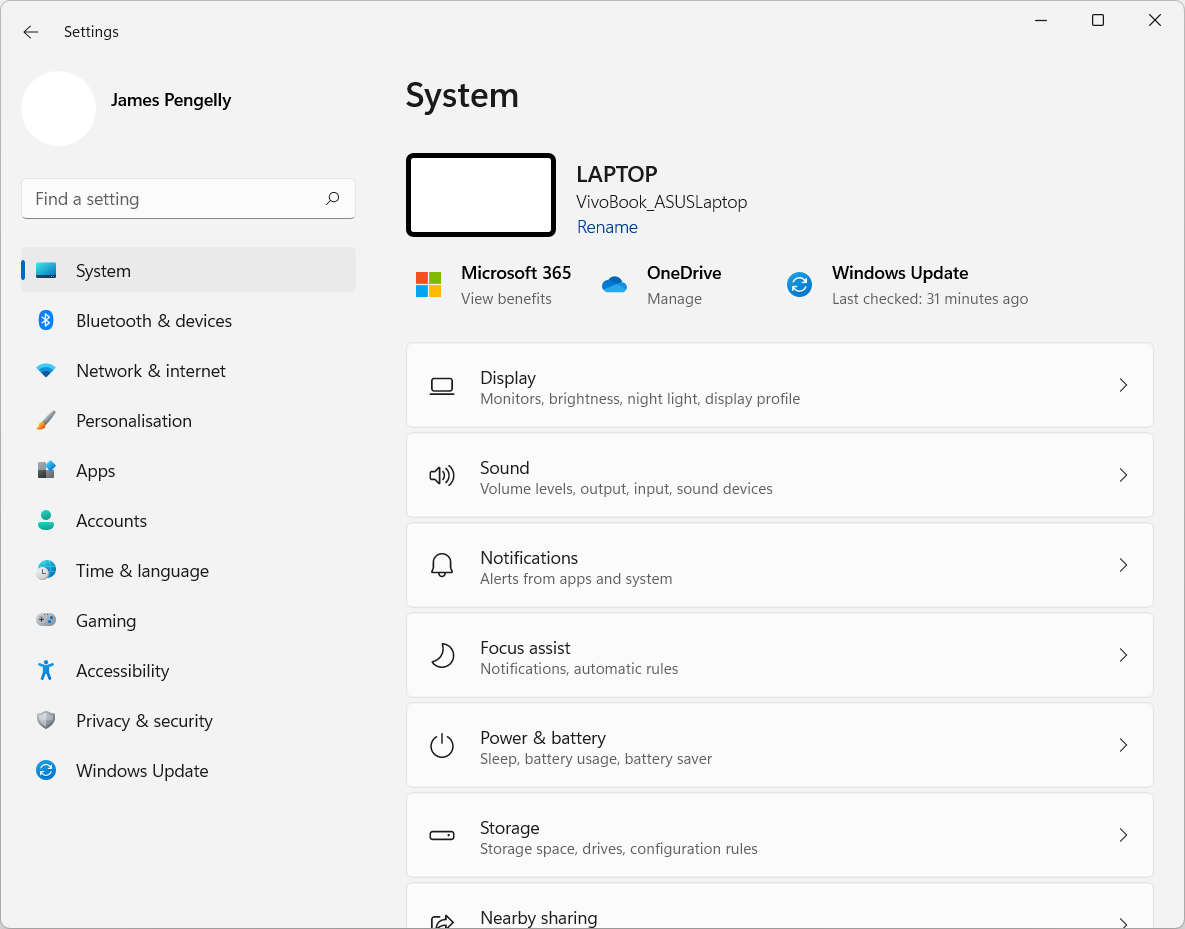 Settings
James Pengelly
Find a setting
System
Bluetooth & devices
Network & internet
Personalisation
Apps
Accounts
Time & language
Gaming
Accessibility
Privacy & security
Windows Update
System
LAPTOP
VivoBook_ASUSLaptop
Rename
Microsoft 365
View benefits
OneDrive
Manage
Windows Update
Last checked: 31 minutes ago
Display
Monitors, brightness, night light, display profile
Sound
Volume levels, output, input, sound devices
Notifications
Alerts from apps and system
Focus assist
Notifications, automatic rules
Power & battery
Sleep, battery usage, battery saver
Storage
Storage space, drives, configuration rules
Nearby sharing